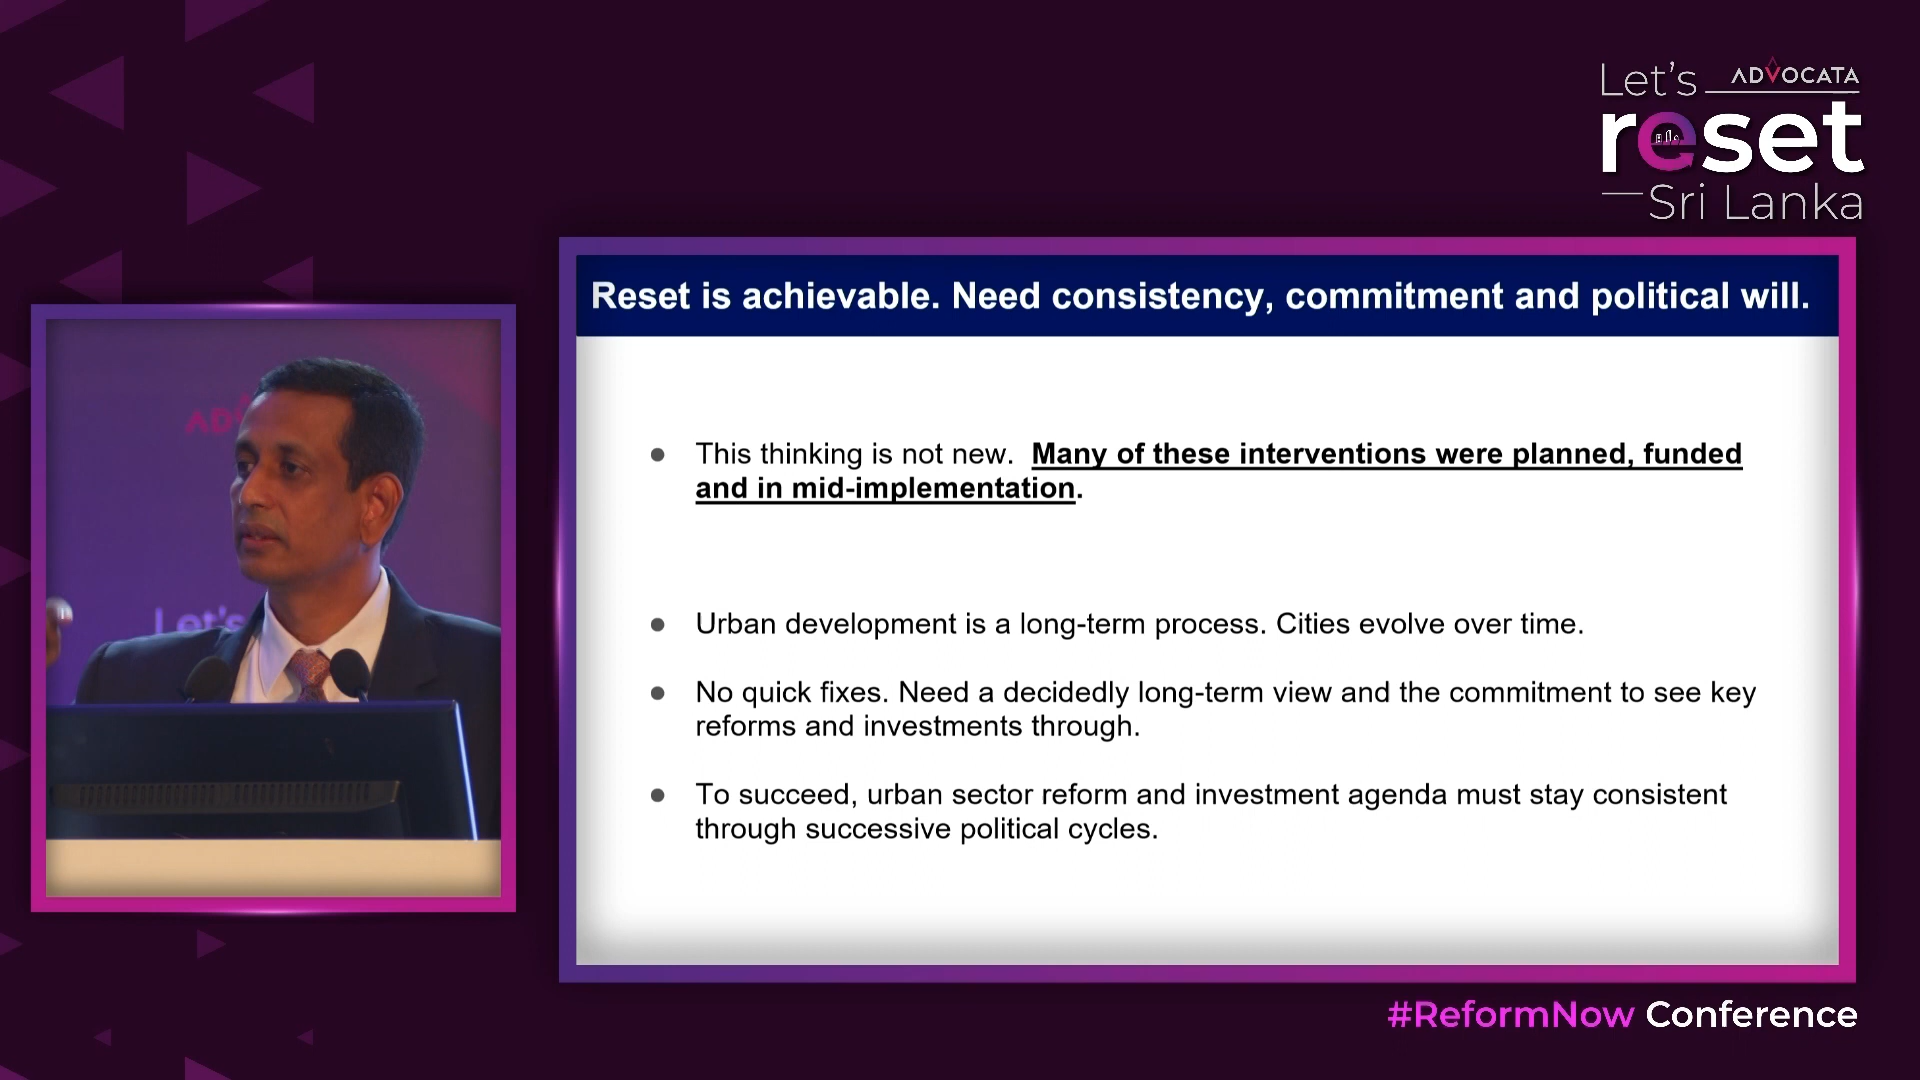 Let's ADVOCATA
reset
Sri Lanka
Reset is achievable. Need consistency, commitment and political will.
● This thinking is not new. Many of these interventions were planned, funded
and in mid-implementation.
● Urban development is a long-term process. Cities evolve over time.
● No quick fixes. Need a decidedly long-term view and the commitment to see key
reforms and investments through.
● To succeed, urban sector reform and investment agenda must stay consistent
through successive political cycles.
AD
Let's
#ReformNow Conference